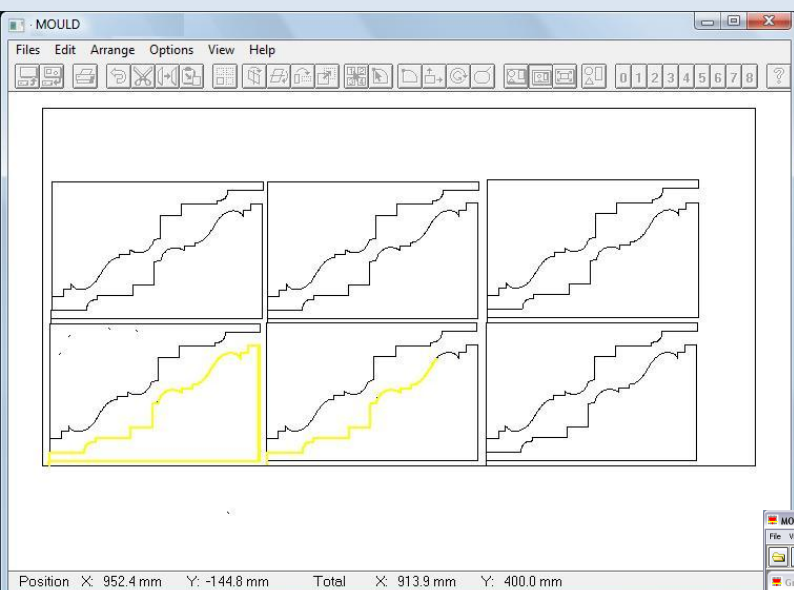 - MOULD
Files Edit Arrange Options View Help
0 1 2 3 4 5 6 7 8 ?
MO
File V
Position X: 952.4 mm Y: -144.8 mm Total X: 913.9 mm Y: 400.0 mm